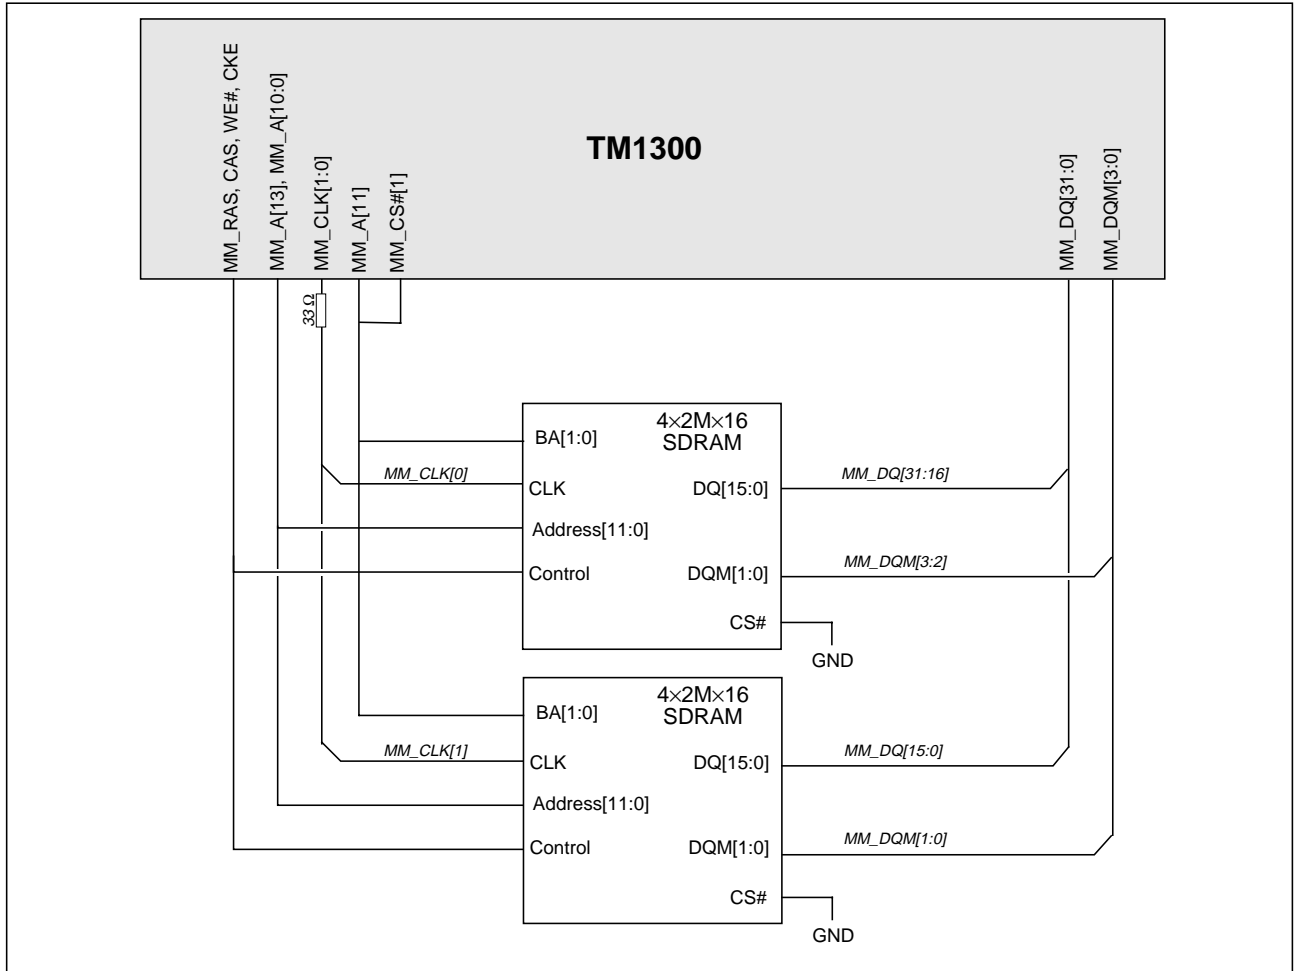 TM1300
MM_RAS, CAS, WE#, CKE
MM_A[13], MM_A[10:0]
MM_CLK[1:0]
MM_A[11]
MM_CS#[1]
MM_DQ[31:0]
MM_DQM[3:0]
33 Ω
4×2M×16
SDRAM
BA[1:0]
MM_CLK[0]
CLK
DQ[15:0]
MM_DQ[31:16]
Address[11:0]
Control
DQM[1:0]
MM_DQM[3:2]
CS#
GND
4×2M×16
SDRAM
BA[1:0]
MM_CLK[1]
CLK
DQ[15:0]
MM_DQ[15:0]
Address[11:0]
Control
DQM[1:0]
MM_DQM[1:0]
CS#
GND